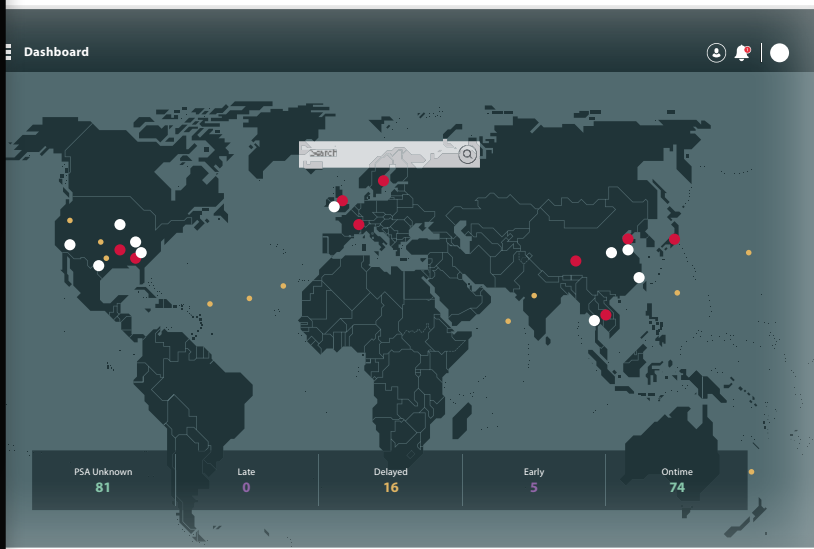 Dashboard
Search
PSA Unknown
81
Late
0
Delayed
16
Early
5
Ontime
74